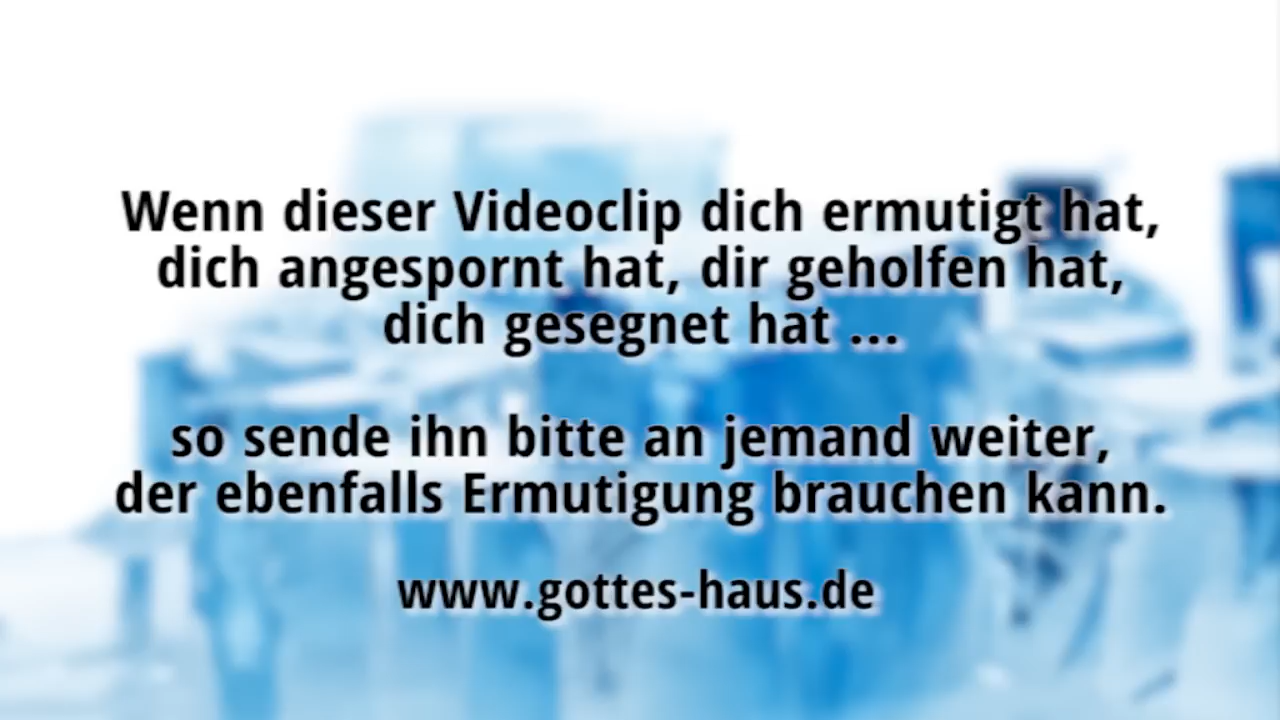 Wenn dieser Videoclip dich ermutigt hat,
dich angespornt hat, dir geholfen hat,
dich gesegnet hat ...
so sende ihn bitte an jemand weiter,
der ebenfalls Ermutigung brauchen kann.
www.gottes-haus.de